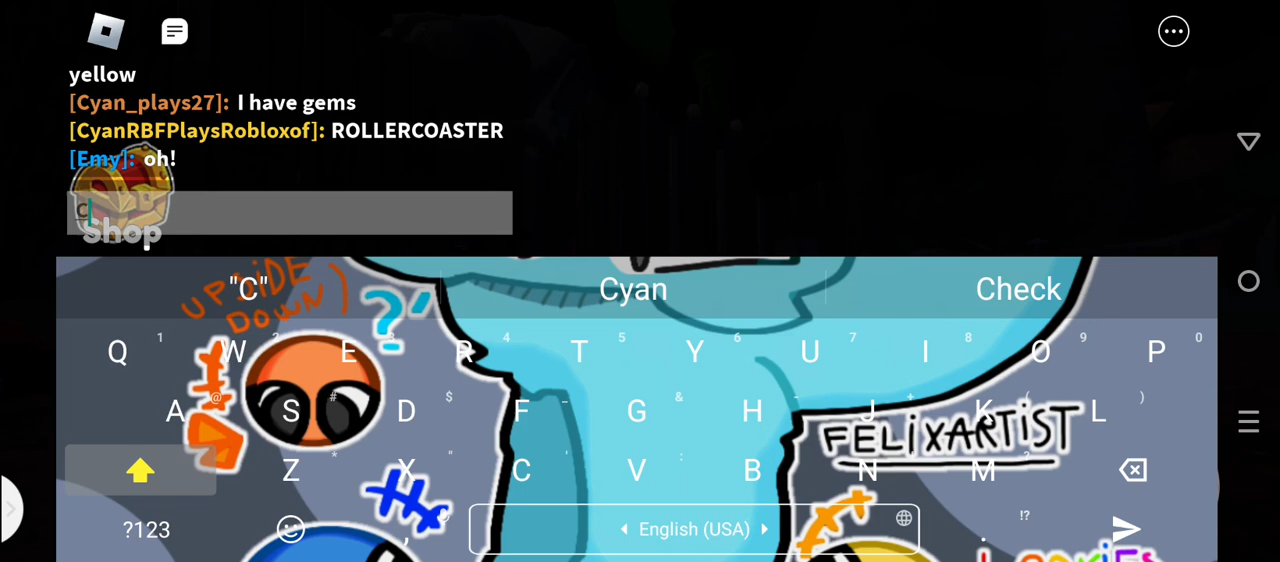 yellow
[Cyan_plays27]: I have gems
[CyanRBFPlaysRobloxof]: ROLLERCOASTER
[Emy]: oh!
C
Shop
"C" Cyan Check
UPSIDE
DOWN)
?'
1 2 3 4 5 6 7 8 9 0
Q W E R T Y U I O P
@ # $ _ & - + ( )
A S D F G H J K L
FELIXARTIST
* " ' : ?
Z X C V B N M
?123 , English (USA) . !?